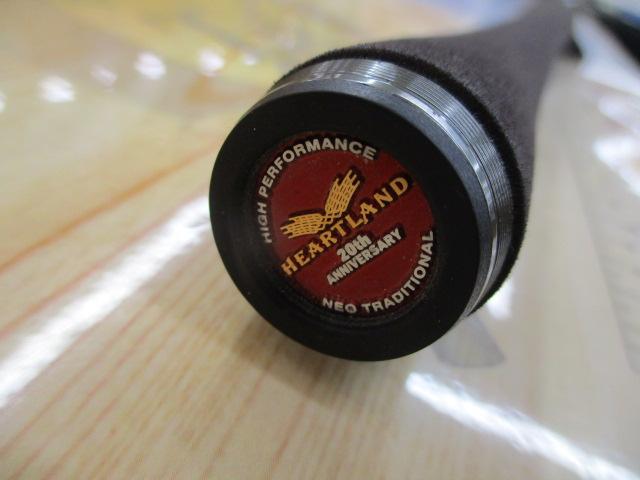 HIGH PERFORMANCE
HEARTLAND
20th
ANNIVERSARY
NEO TRADITIONAL